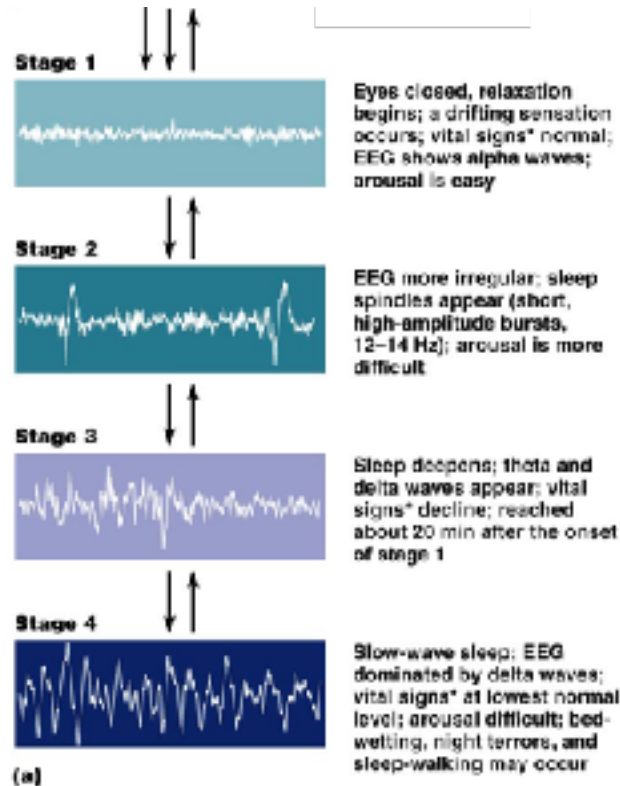 Stage 1
Eyes closed, relaxation
begins; a drifting sensation
occurs; vital signs* normal;
EEG shows alpha waves;
arousal is easy
Stage 2
EEG more irregular; sleep
spindles appear (short,
high-amplitude bursts,
12–14 Hz); arousal is more
difficult
Stage 3
Sleep deepens; theta and
delta waves appear; vital
signs* decline; reached
about 20 min after the onset
of stage 1
Stage 4
Slow-wave sleep; EEG
dominated by delta waves;
vital signs* at lowest normal
level; arousal difficult; bed-
wetting, night terrors, and
sleep-walking may occur
(a)